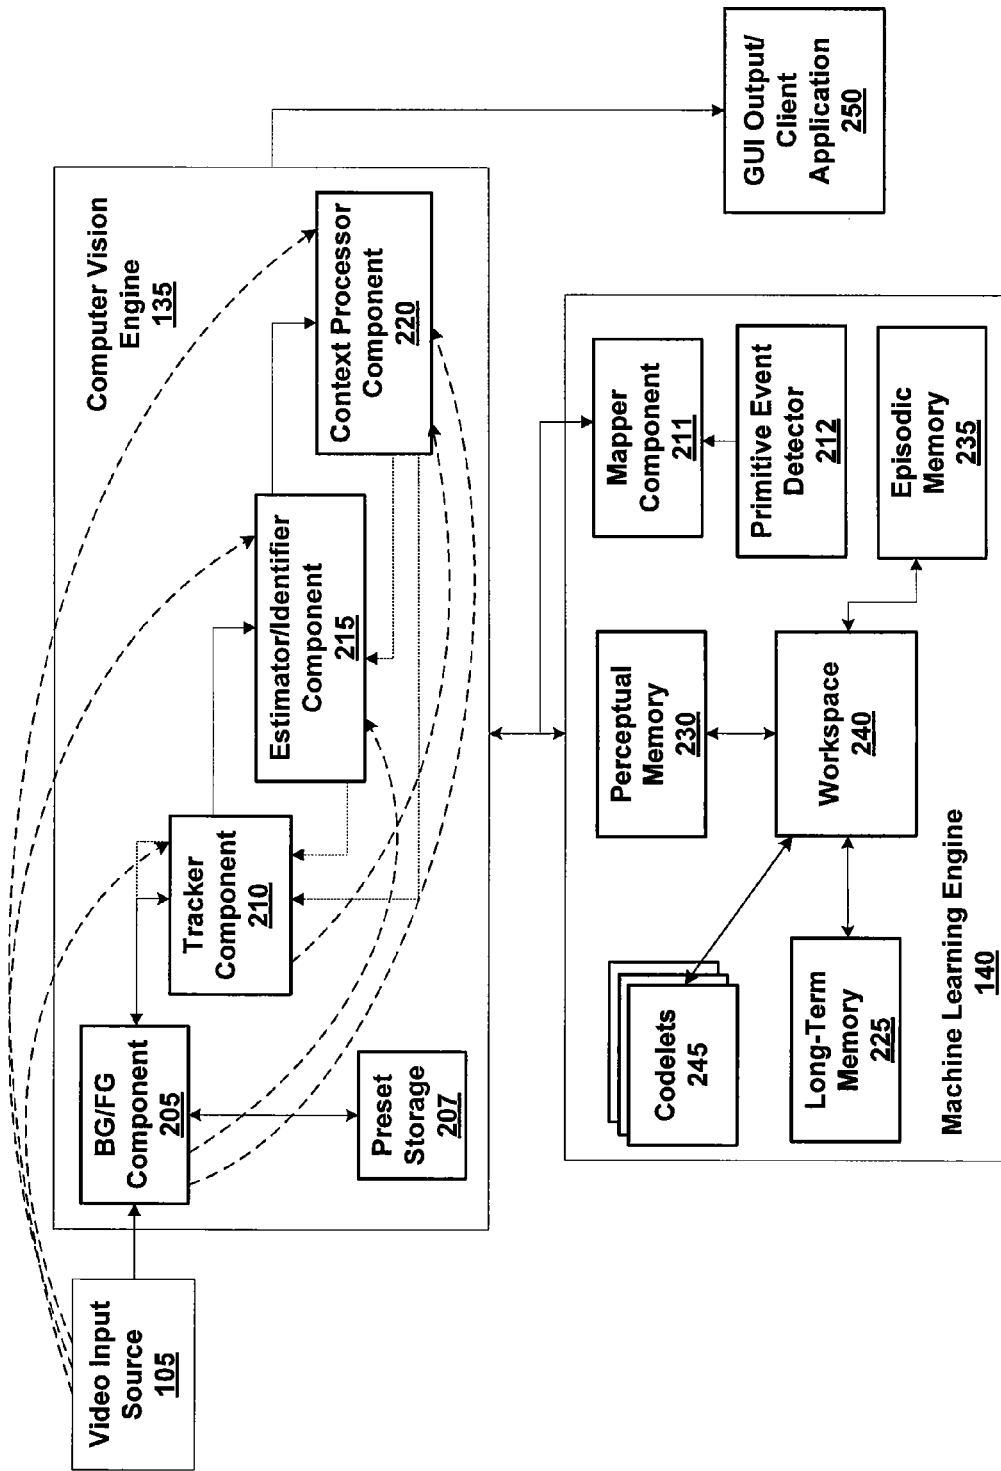 Video Input
Source
105
Computer Vision
Engine
135
BG/FG
Component
205
Preset
Storage
207
Tracker
Component
210
Estimator/Identifier
Component
215
Context Processor
Component
220
GUI Output/
Client
Application
250
Codelets
245
Long-Term
Memory
225
Perceptual
Memory
230
Workspace
240
Mapper
Component
211
Primitive Event
Detector
212
Episodic
Memory
235
Machine Learning Engine
140